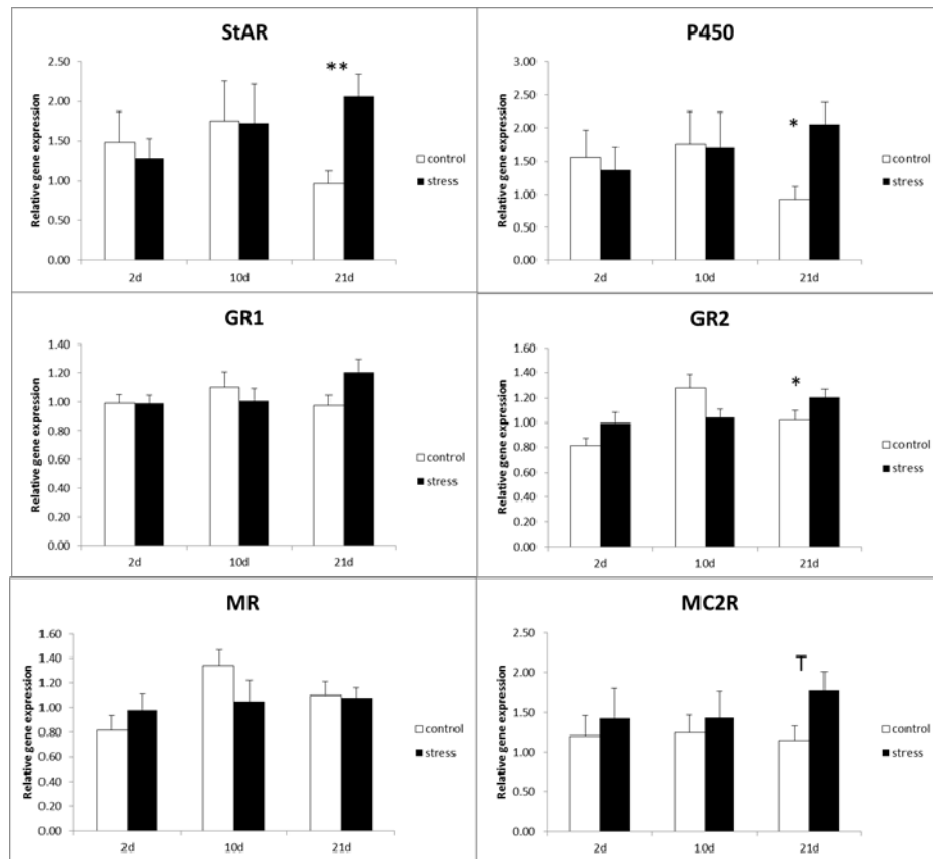 StAR
Relative gene expression
2.50
2.00
1.50
1.00
0.50
0.00
**
2d
10d
21d
control
stress
P450
Relative gene expression
3.00
2.50
2.00
1.50
1.00
0.50
0.00
*
2d
10d
21d
control
stress
GR1
Relative gene expression
1.40
1.20
1.00
0.80
0.60
0.40
0.20
0.00
2d
10d
21d
control
stress
GR2
Relative gene expression
1.60
1.40
1.20
1.00
0.80
0.60
0.40
0.20
0.00
*
2d
10d
21d
control
stress
MR
Relative gene expression
1.60
1.40
1.20
1.00
0.80
0.60
0.40
0.20
0.00
2d
10d
21d
control
stress
MC2R
Relative gene expression
2.50
2.00
1.50
1.00
0.50
0.00
T
2d
10d
21d
control
stress